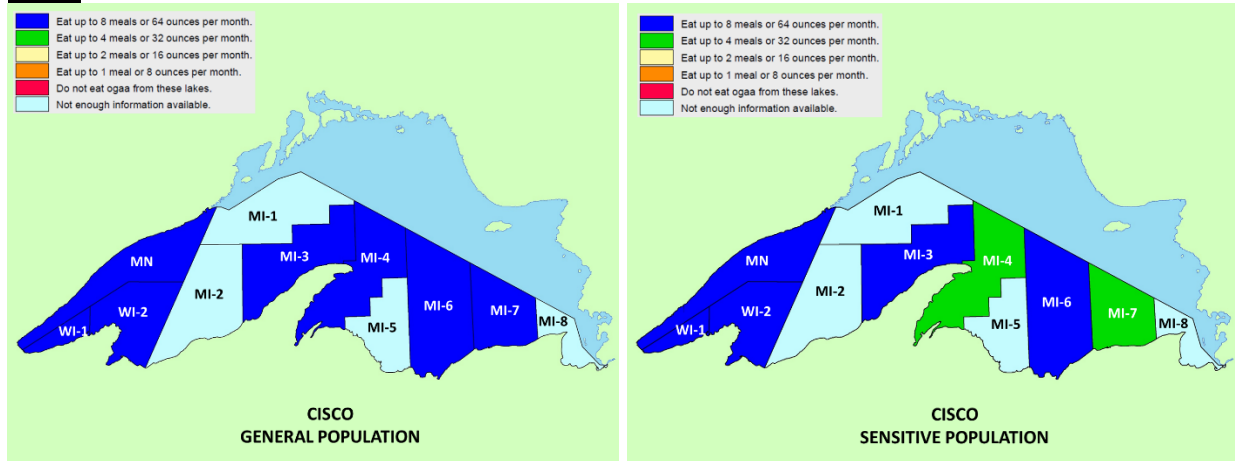 Eat up to 8 meals or 64 ounces per month.
Eat up to 4 meals or 32 ounces per month.
Eat up to 2 meals or 16 ounces per month.
Eat up to 1 meal or 8 ounces per month.
Do not eat ogaa from these lakes.
Not enough information available.
MI-1
MN
MI-3
MI-4
MI-2
WI-2
WI-1
MI-6
MI-7
MI-5
MI-8
CISCO
GENERAL POPULATION
Eat up to 8 meals or 64 ounces per month.
Eat up to 4 meals or 32 ounces per month.
Eat up to 2 meals or 16 ounces per month.
Eat up to 1 meal or 8 ounces per month.
Do not eat ogaa from these lakes.
Not enough information available.
MI-1
MN
MI-3
MI-4
MI-2
WI-2
WI-1
MI-6
MI-7
MI-5
MI-8
CISCO
SENSITIVE POPULATION